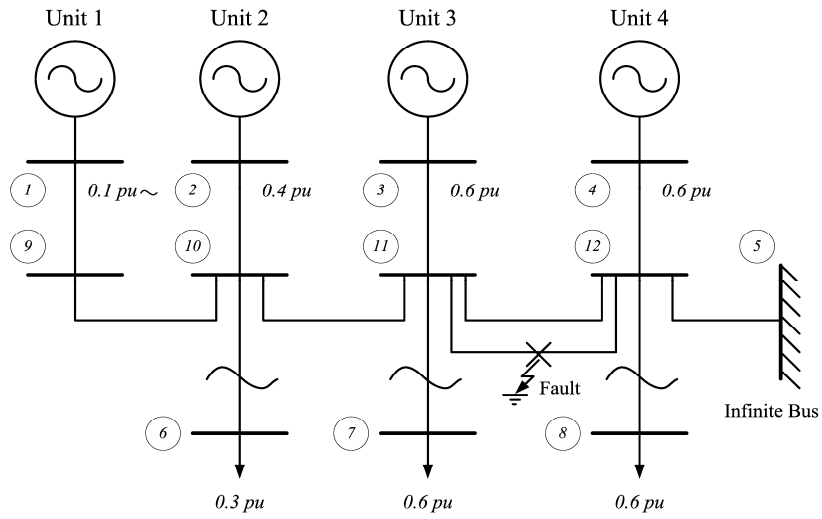 Unit 1 Unit 2 Unit 3 Unit 4
1 0.1 pu~ 2 0.4 pu 3 0.6 pu 4 0.6 pu
9 10 11 12 5
Fault
Infinite Bus
6 7 8
0.3 pu 0.6 pu 0.6 pu